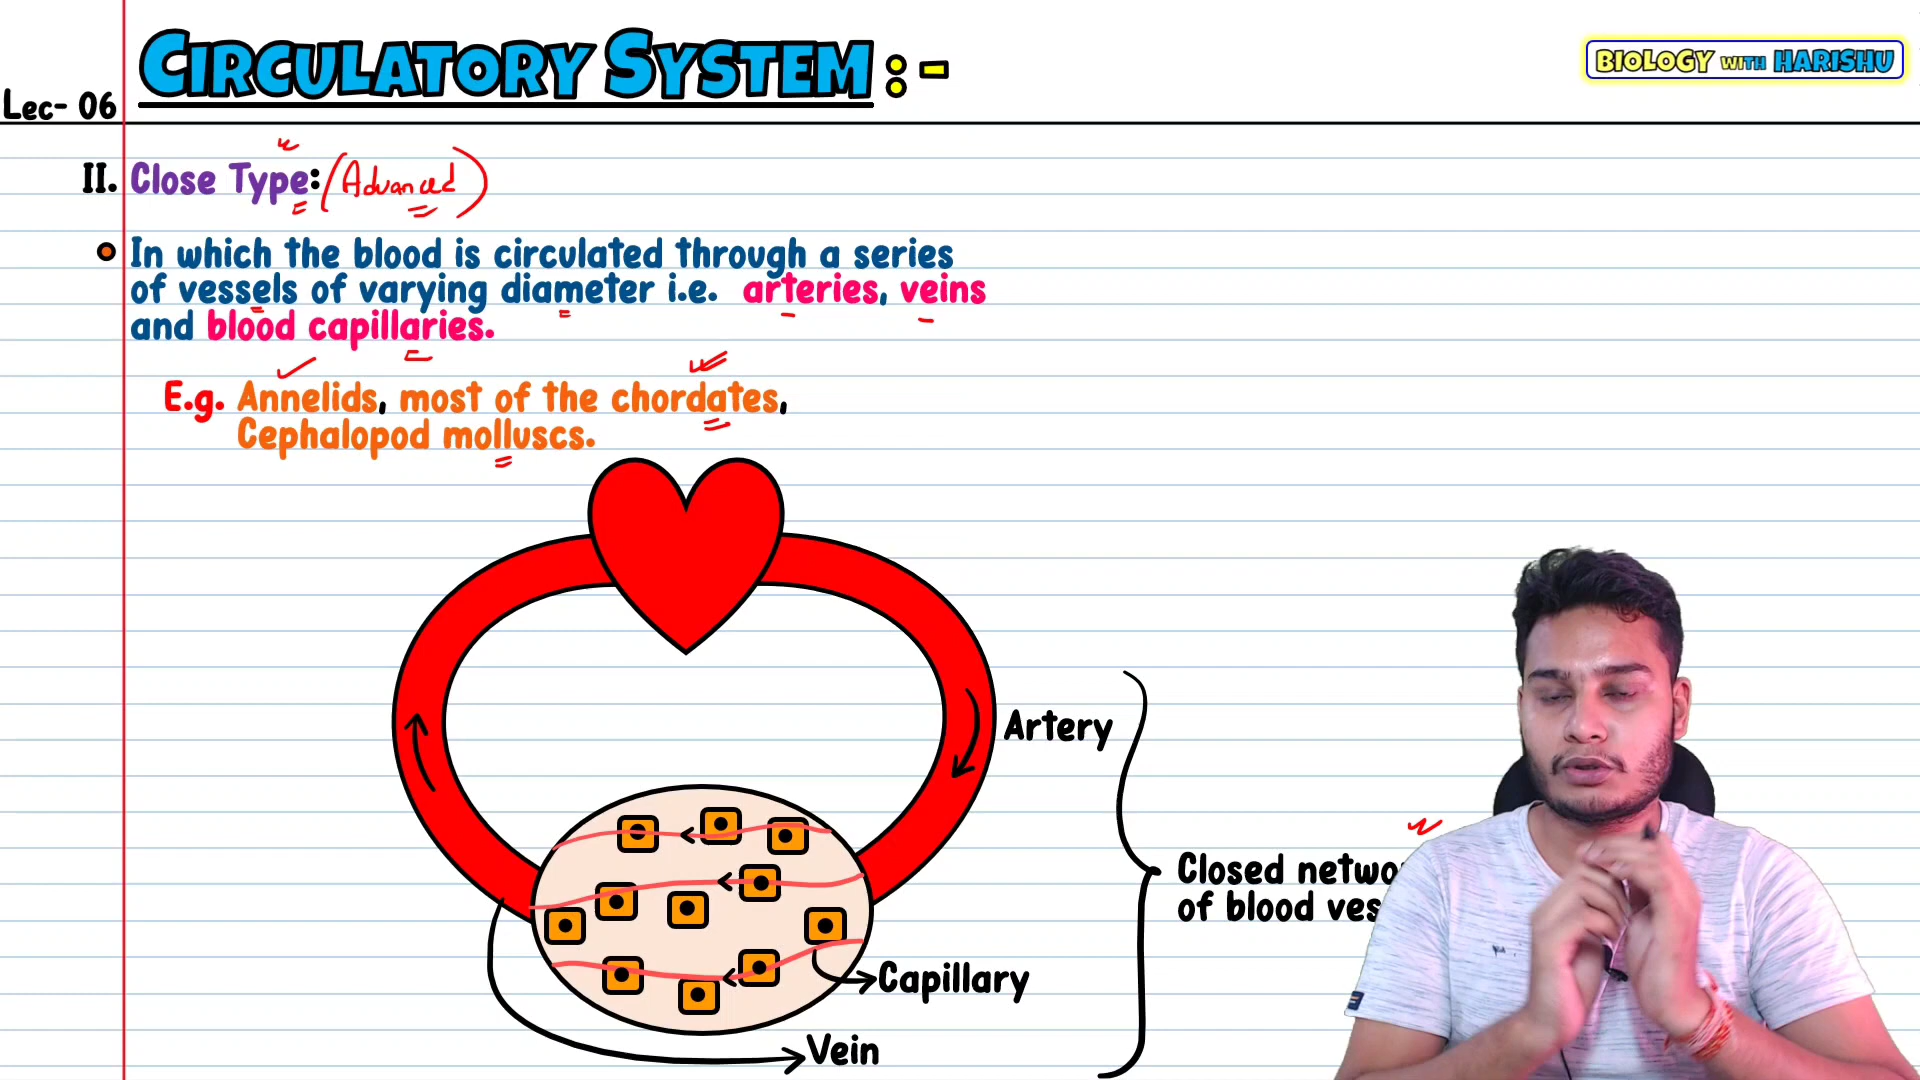 CIRCULATORY SYSTEM :-
BIOLOGY WITH HARISHU
Lec- 06
II. Close Type: (Advanced)
In which the blood is circulated through a series
of vessels of varying diameter i.e. arteries, veins
and blood capillaries.
E.g. Annelids, most of the chordates,
Cephalopod molluscs.
Artery
Closed
of blood
Capillary
Vein